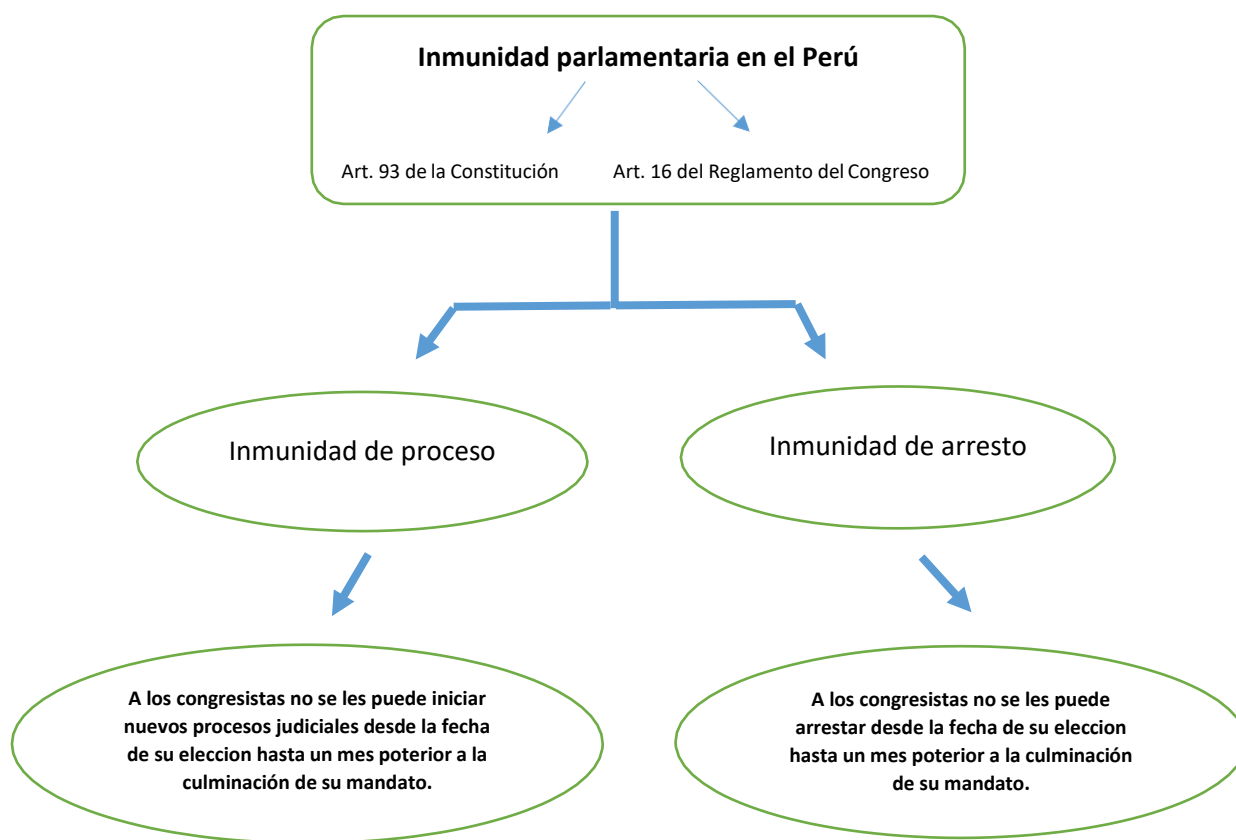 Inmunidad parlamentaria en el Perú
Art. 93 de la Constitución
Art. 16 del Reglamento del Congreso
Inmunidad de proceso
Inmunidad de arresto
A los congresistas no se les puede iniciar
nuevos procesos judiciales desde la fecha
de su eleccion hasta un mes poterior a la
culminación de su mandato.
A los congresistas no se les puede
arrestar desde la fecha de su eleccion
hasta un mes poterior a la culminación
de su mandato.